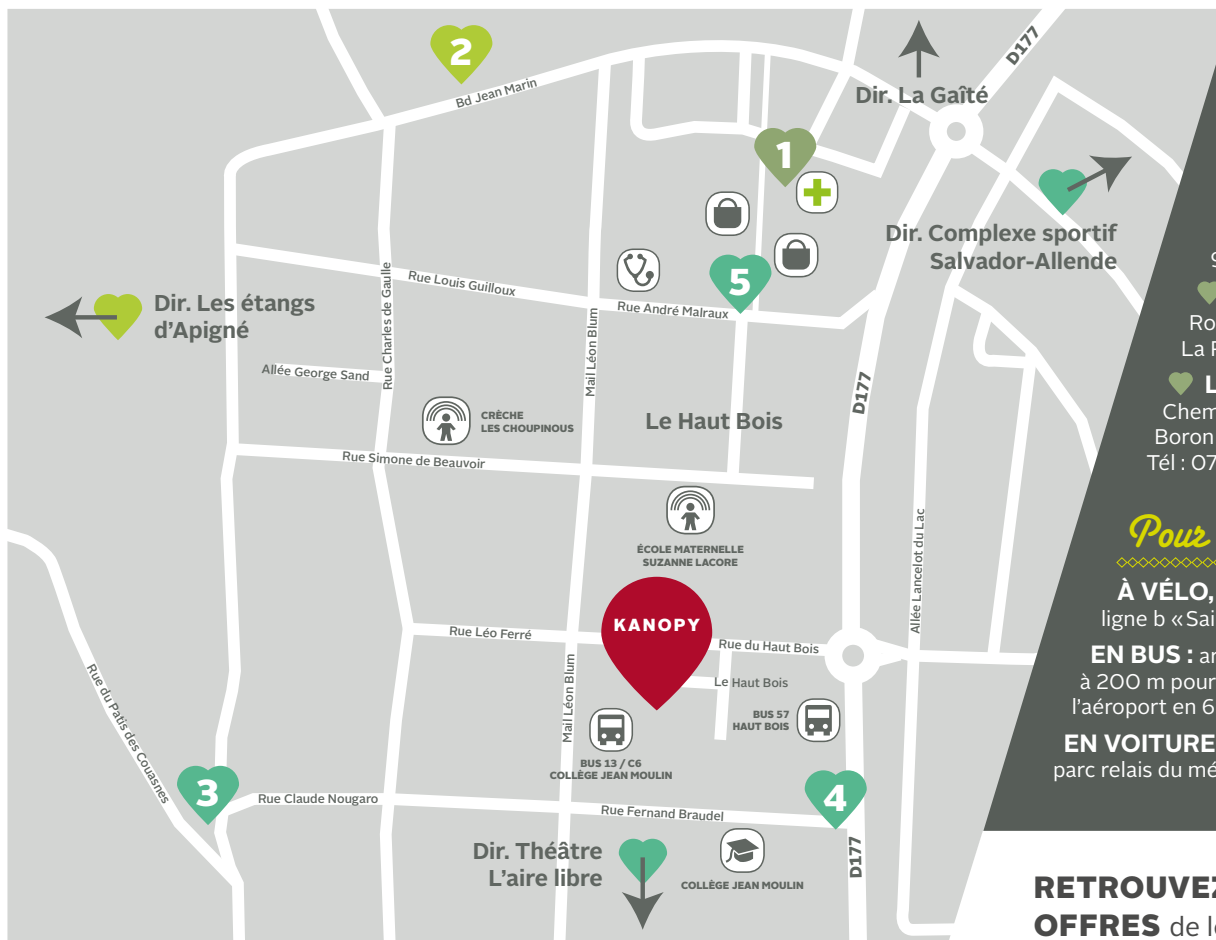 2
Bd Jean Marin
D177
Dir. La Gaîté
1
Dir. Complexe sportif
Salvador-Allende
Rue Louis Guilloux
5
Rue André Malraux
Dir. Les étangs
d'Apigné
Rue Charles de Gaulle
Allée George Sand
Mail Léon Blum
D177
CRÈCHE
LES CHOUPINOUS
Le Haut Bois
Rue Simone de Beauvoir
ÉCOLE MATERNELLE
SUZANNE LACORE
Allée Lancelot du Lac
KANOPY
Rue Léo Ferré
Rue du Haut Bois
Le Haut Bois
Mail Léon Blum
BUS 57
HAUT BOIS
BUS 13 / C6
COLLÈGE JEAN MOULIN
Rue du Patis des Couasnes
3
4
Rue Claude Nougaro
Rue Fernand Braudel
D177
Dir. Théâtre
L'aire libre
COLLÈGE JEAN MOULIN
Ro
La
L
Chem
Boron
Tél : 07
Pour
À VÉLO,
ligne b « Sai
EN BUS : ar
à 200 m pour
l'aéroport en 6
EN VOITURE
parc relais du mé
RETROUVEZ
OFFRES de l